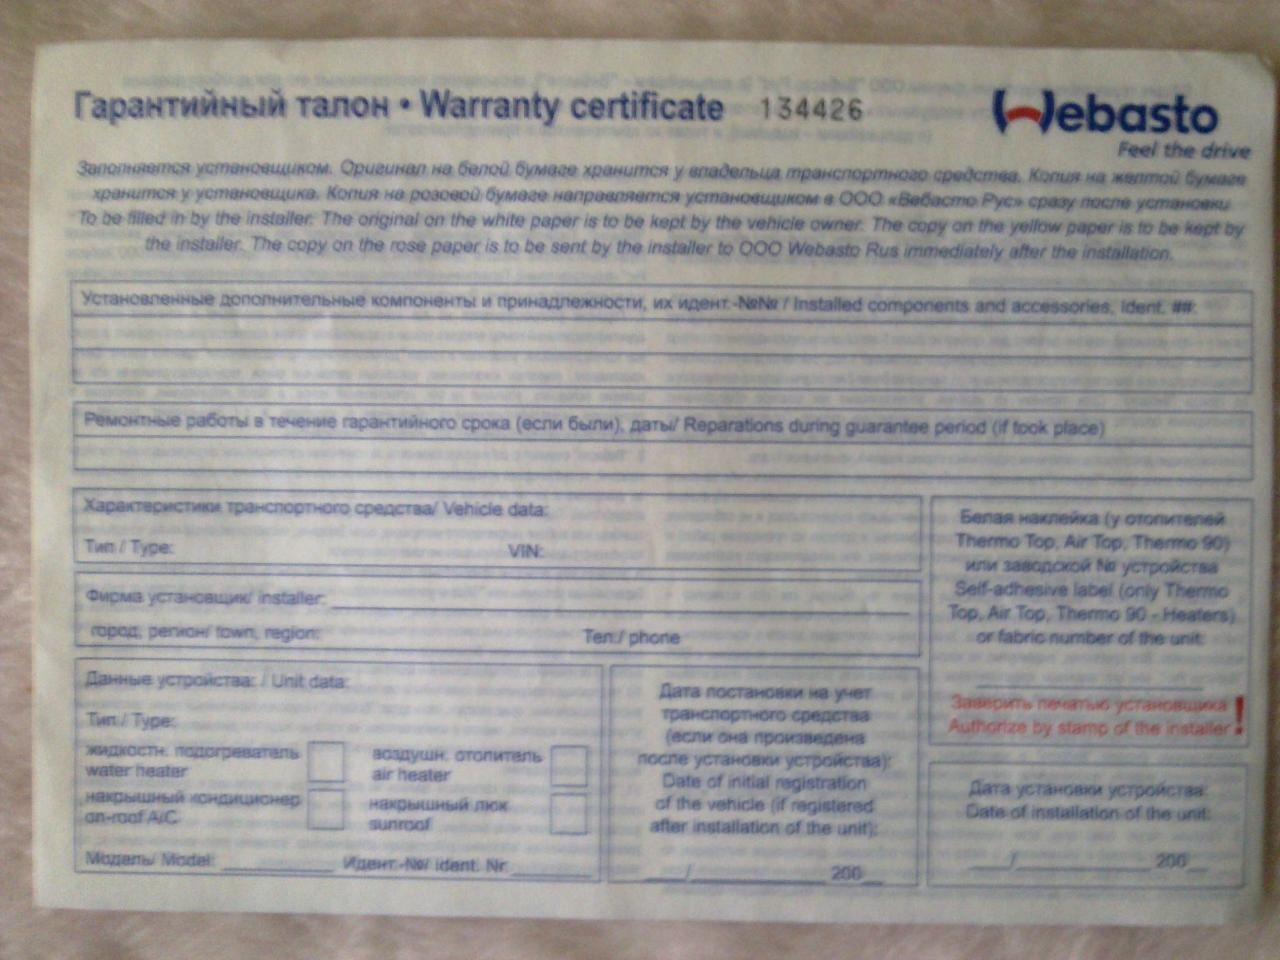 Гарантийный талон • Warranty certificate 134426
Webasto
Feel the drive
Заполняется установщиком. Оригинал на белой бумаге хранится у владельца транспортного средства. Копия на желтой бумаге
хранится у установщика. Копия на розовой бумаге направляется установщиком в ООО «Вебасто Рус» сразу после установки.
To be filled in by the installer. The original on the white paper is to be kept by the vehicle owner. The copy on the yellow paper is to be kept by
the installer. The copy on the rose paper is to be sent by the installer to OOO Webasto Rus immediately after the installation.
Установленные дополнительные компоненты и принадлежности, их идент.-№№ / Installed components and accessories, ident. ##:
Ремонтные работы в течение гарантийного срока (если были), даты/ Reparations during guarantee period (if took place)
Характеристики транспортного средства/ Vehicle data:
Тип / Type: VIN:
Фирма установщик/ installer:
город, регион/ town, region: Тел./ phone
Данные устройства: / Unit data:
Тип / Type:
жидкостн. подогреватель
water heater
воздушн. отопитель
air heater
накрышный кондиционер
on-roof A/C
накрышный люк
sunroof
Модель/ Model: Идент.-№/ ident. Nr.
Дата постановки на учет
транспортного средства
(если она произведена
после установки устройства):
Date of initial registration
of the vehicle (if registered
after installation of the unit):
___/____________ 200__
Белая наклейка (у отопителей
Thermo Top, Air Top, Thermo 90)
или заводской № устройства
Self-adhesive label (only Thermo
Top, Air Top, Thermo 90 - Heaters)
or fabric number of the unit:
Заверить печатью установщика
Authorize by stamp of the installer !
Дата установки устройства:
Date of installation of the unit:
___/____________ 200__